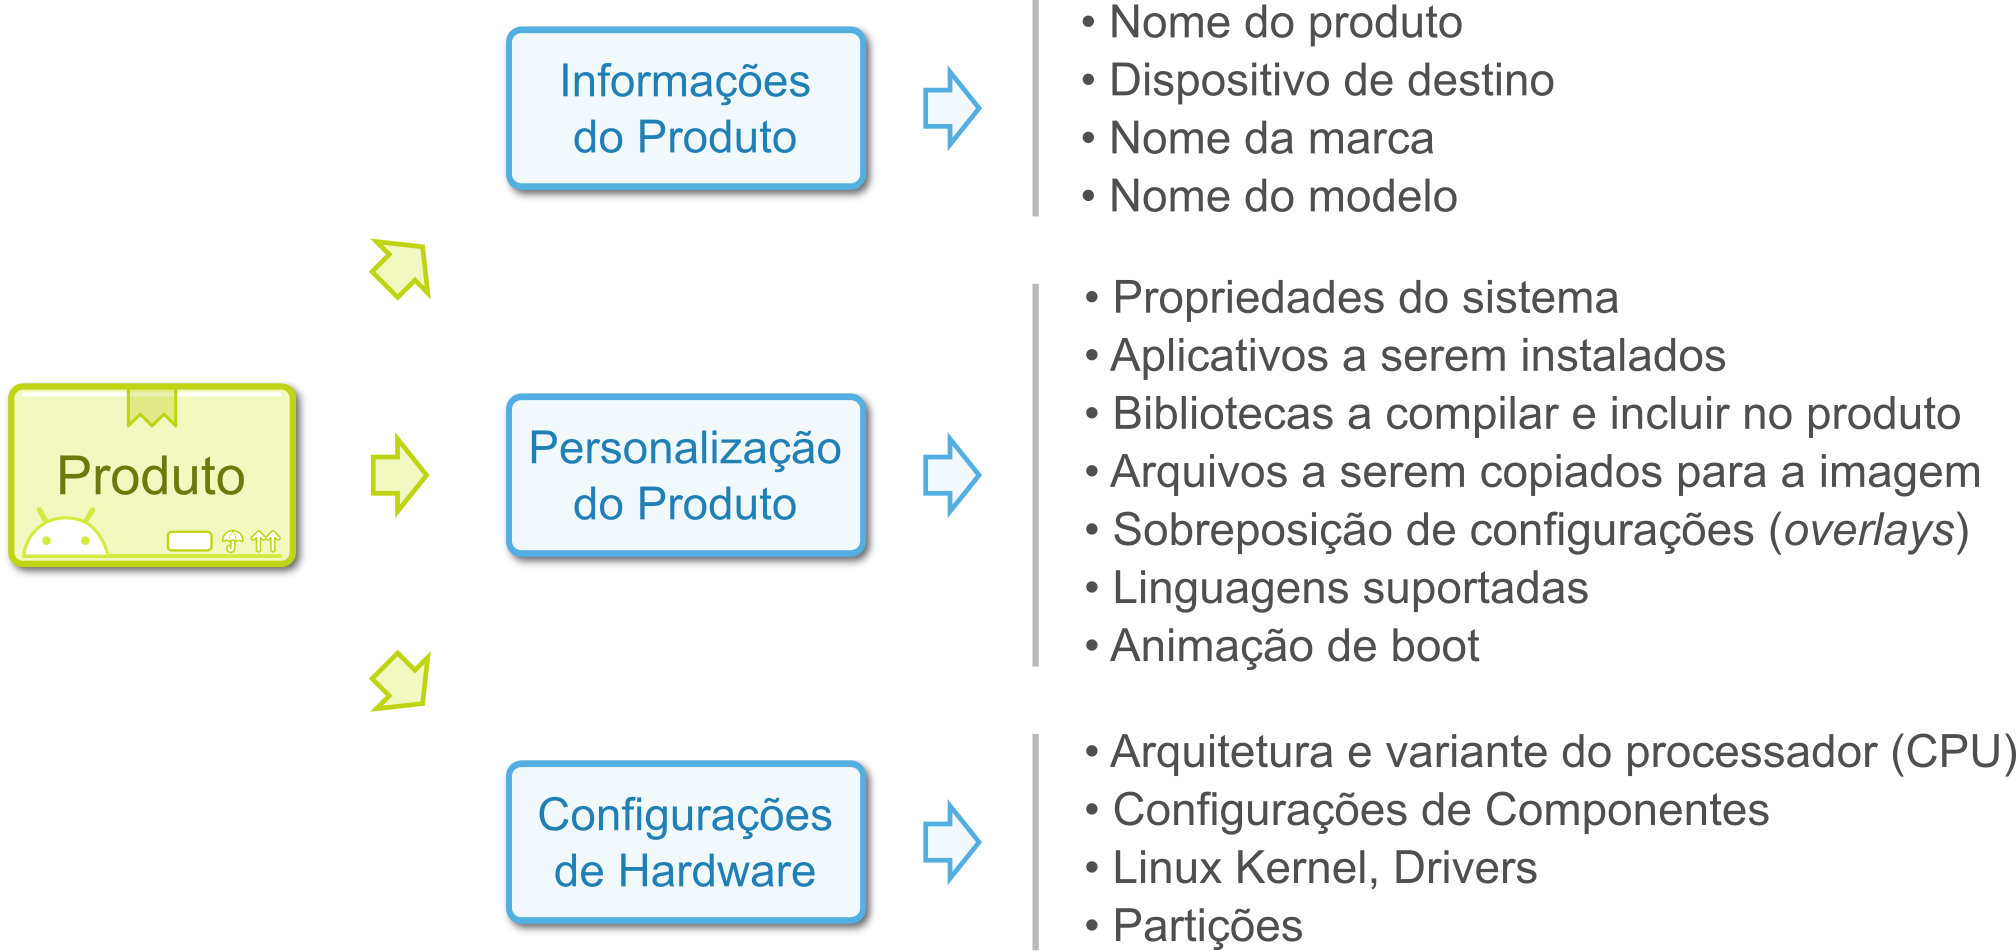 Produto
Informações
do Produto
• Nome do produto
• Dispositivo de destino
• Nome da marca
• Nome do modelo
Personalização
do Produto
• Propriedades do sistema
• Aplicativos a serem instalados
• Bibliotecas a compilar e incluir no produto
• Arquivos a serem copiados para a imagem
• Sobreposição de configurações (overlays)
• Linguagens suportadas
• Animação de boot
Configurações
de Hardware
• Arquitetura e variante do processador (CPU)
• Configurações de Componentes
• Linux Kernel, Drivers
• Partições